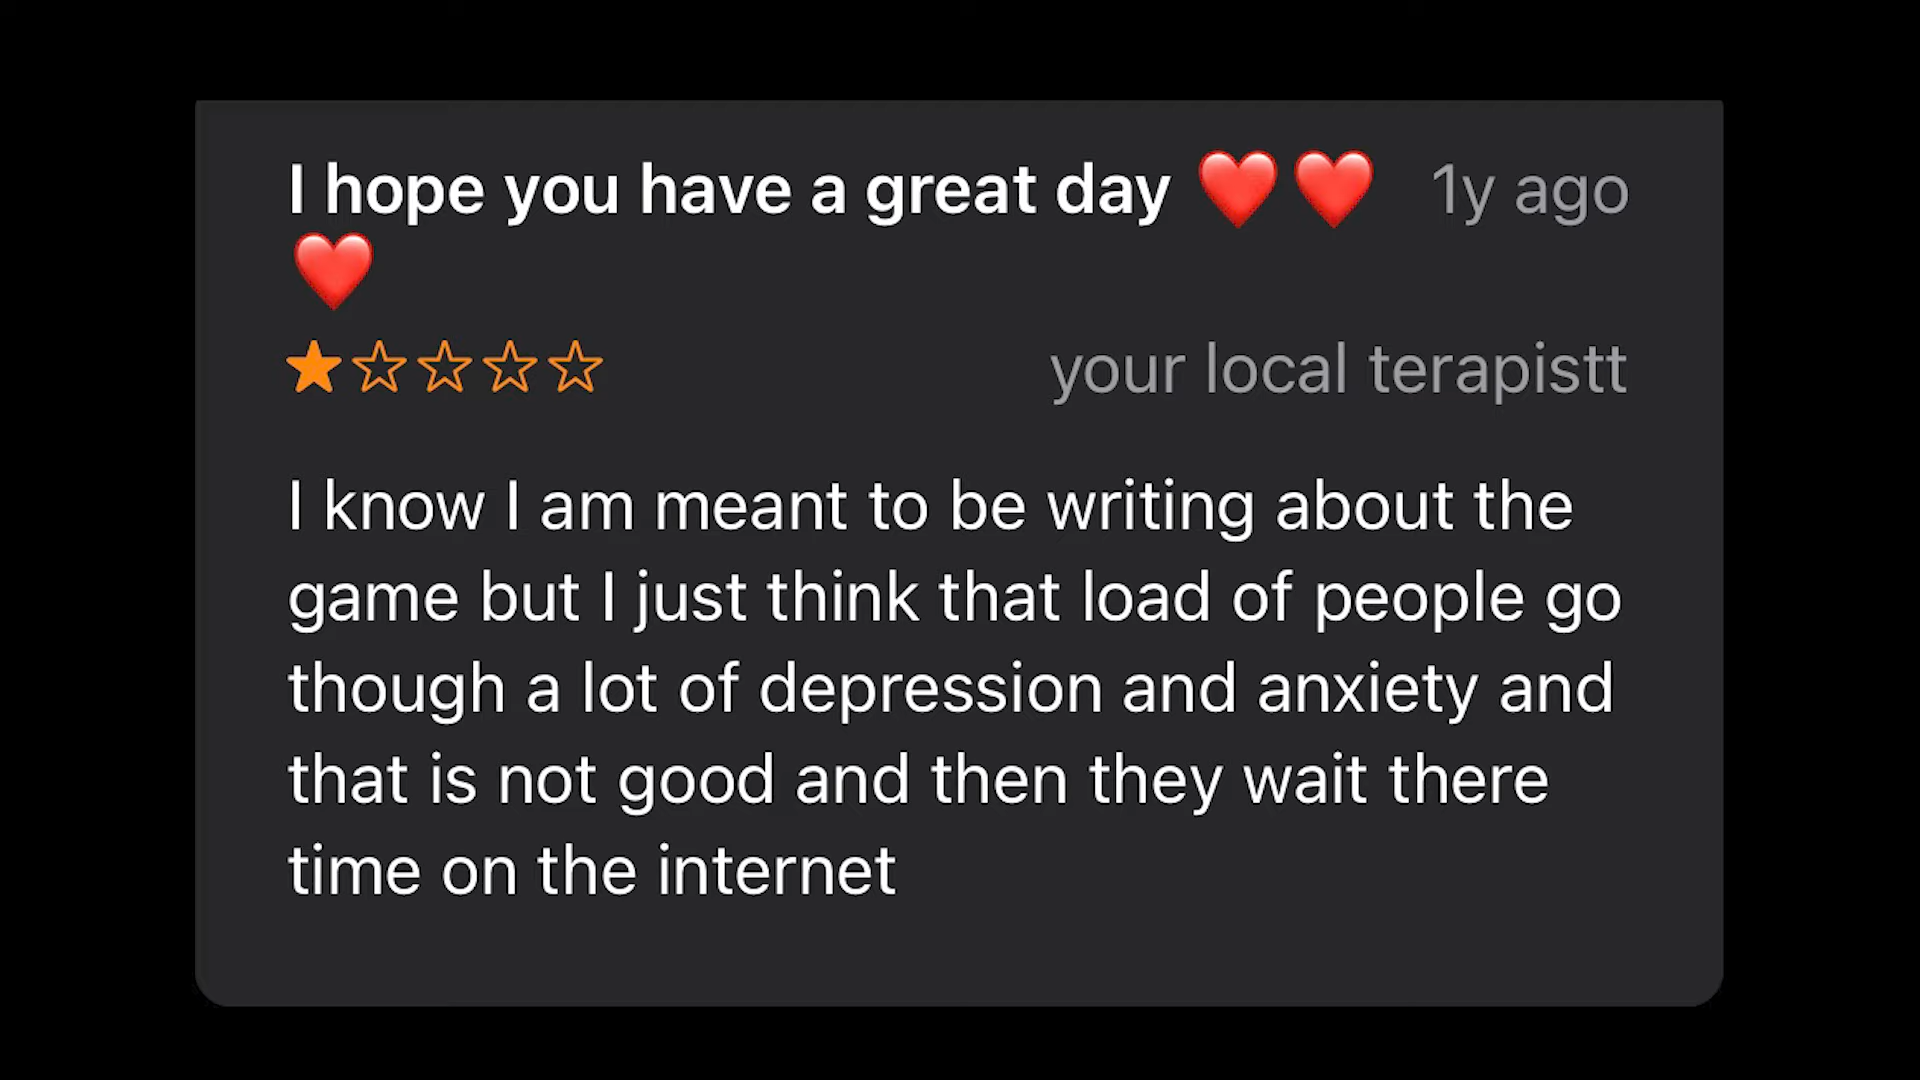 I hope you have a great day ❤️❤️ 1y ago
❤️
★☆☆☆☆ your local terapistt
I know I am meant to be writing about the
game but I just think that load of people go
though a lot of depression and anxiety and
that is not good and then they wait there
time on the internet